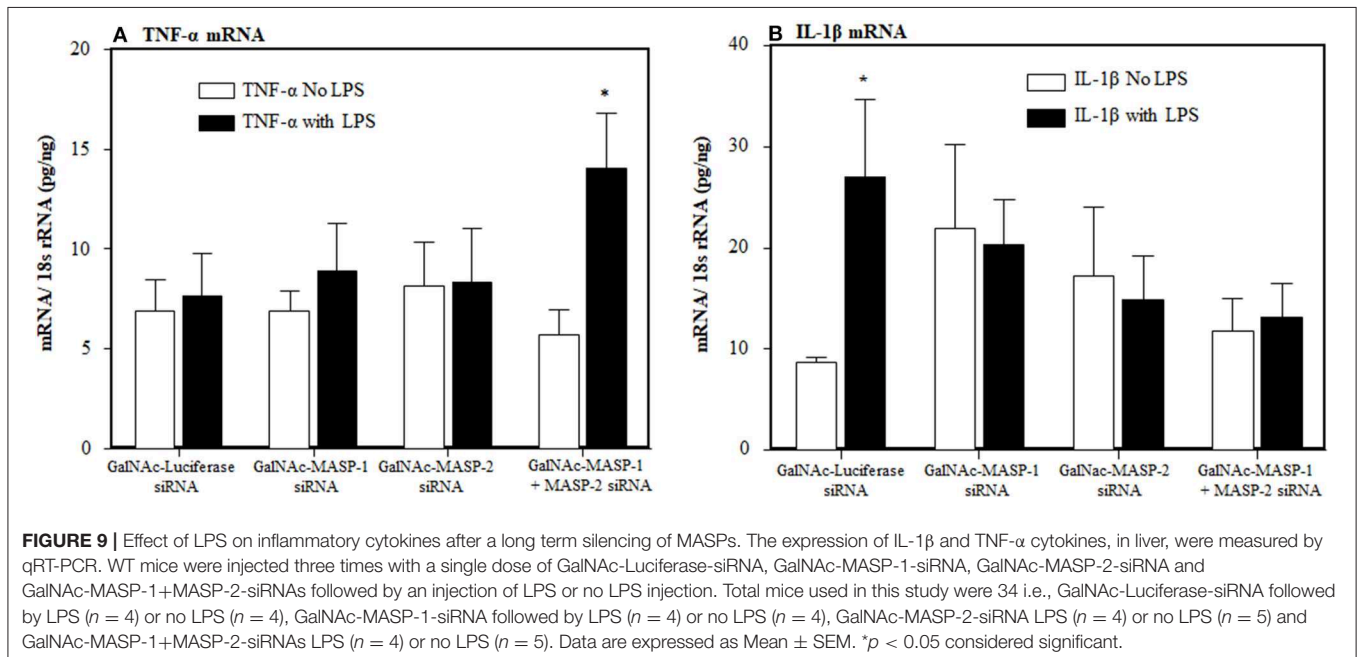 A TNF-α mRNA
20
15
10
5
0
mRNA/ 18s rRNA (pg/ng)
TNF-α No LPS
TNF-α with LPS
*
GalNAc-Luciferase
siRNA
GalNAc-MASP-1
siRNA
GalNAc-MASP-2
siRNA
GalNAc-MASP-1
+ MASP-2 siRNA
B IL-1β mRNA
40
30
20
10
0
mRNA/ 18s rRNA (pg/ng)
IL-1β No LPS
IL-1β with LPS
*
GalNAc-Luciferase
siRNA
GalNAc-MASP-1
siRNA
GalNAc-MASP-2
siRNA
GalNAc-MASP-1
+ MASP-2 siRNA
FIGURE 9 | Effect of LPS on inflammatory cytokines after a long term silencing of MASPs. The expression of IL-1β and TNF-α cytokines, in liver, were measured by
qRT-PCR. WT mice were injected three times with a single dose of GalNAc-Luciferase-siRNA, GalNAc-MASP-1-siRNA, GalNAc-MASP-2-siRNA and
GalNAc-MASP-1+MASP-2-siRNAs followed by an injection of LPS or no LPS injection. Total mice used in this study were 34 i.e., GalNAc-Luciferase-siRNA followed
by LPS (n = 4) or no LPS (n = 4), GalNAc-MASP-1-siRNA followed by LPS (n = 4) or no LPS (n = 4), GalNAc-MASP-2-siRNA LPS (n = 4) or no LPS (n = 5) and
GalNAc-MASP-1+MASP-2-siRNAs LPS (n = 4) or no LPS (n = 5). Data are expressed as Mean ± SEM. *p < 0.05 considered significant.